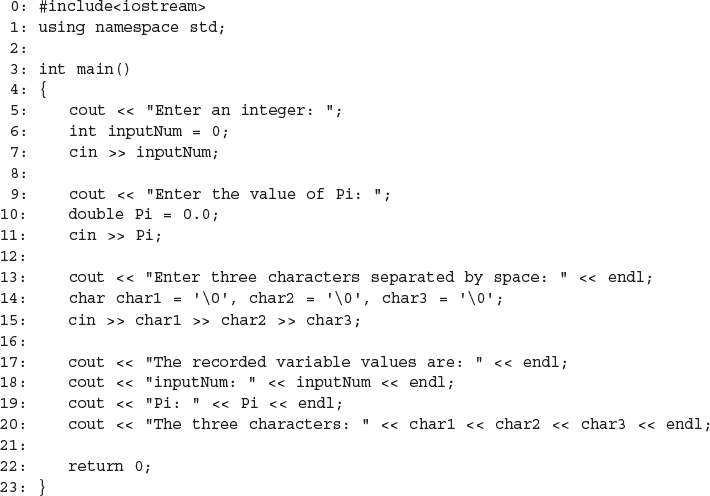 0: #include<iostream>
1: using namespace std;
2:
3: int main()
4: {
5:    cout << "Enter an integer: ";
6:    int inputNum = 0;
7:    cin >> inputNum;
8:
9:    cout << "Enter the value of Pi: ";
10:    double Pi = 0.0;
11:    cin >> Pi;
12:
13:    cout << "Enter three characters separated by space: " << endl;
14:    char char1 = '\0', char2 = '\0', char3 = '\0';
15:    cin >> char1 >> char2 >> char3;
16:
17:    cout << "The recorded variable values are: " << endl;
18:    cout << "inputNum: " << inputNum << endl;
19:    cout << "Pi: " << Pi << endl;
20:    cout << "The three characters: " << char1 << char2 << char3 << endl;
21:
22:    return 0;
23: }